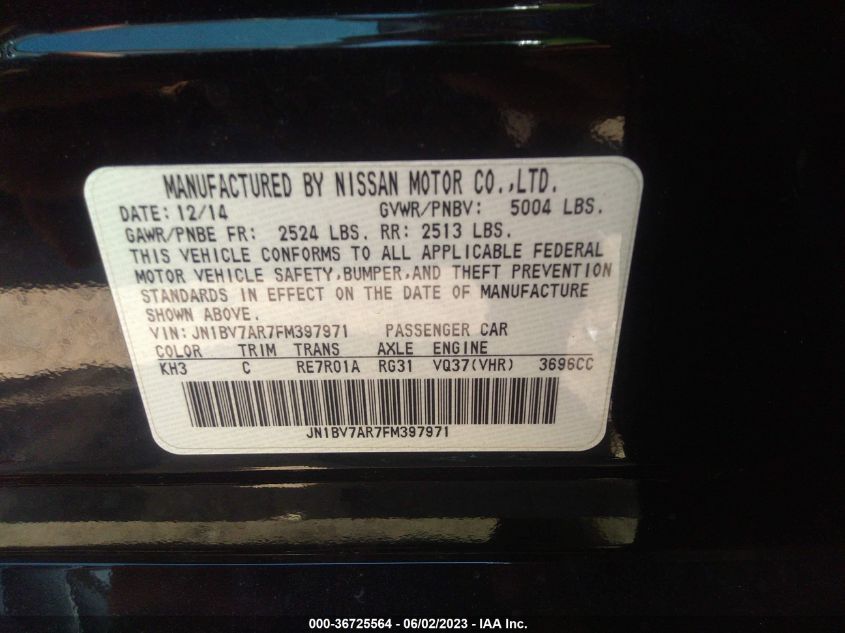 MANUFACTURED BY NISSAN MOTOR CO.,LTD.
DATE: 12/14 GVWR/PNBV: 5004 LBS.
GAWR/PNBE FR: 2524 LBS. RR: 2513 LBS.
THIS VEHICLE CONFORMS TO ALL APPLICABLE FEDERAL
MOTOR VEHICLE SAFETY,BUMPER,AND THEFT PREVENTION
STANDARDS IN EFFECT ON THE DATE OF MANUFACTURE
SHOWN ABOVE.
VIN: JN1BV7AR7FM397971 PASSENGER CAR
COLOR TRIM TRANS AXLE ENGINE
KH3 C RE7R01A RG31 VQ37(VHR) 3696CC
JN1BV7AR7FM397971
000-36725564 - 06/02/2023 - IAA Inc.